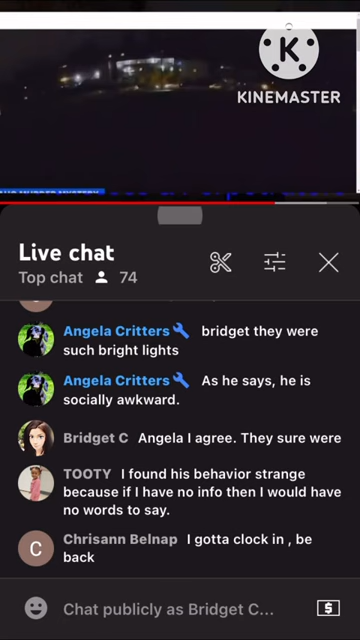 K
KINEMASTER
Live chat
Top chat 74
Angela Critters bridget they were
such bright lights
Angela Critters As he says, he is
socially awkward.
Bridget C Angela I agree. They sure were
TOOTY I found his behavior strange
because if I have no info then I would have
no words to say.
C Chrisann Belnap I gotta clock in , be
back
Chat publicly as Bridget C...
$